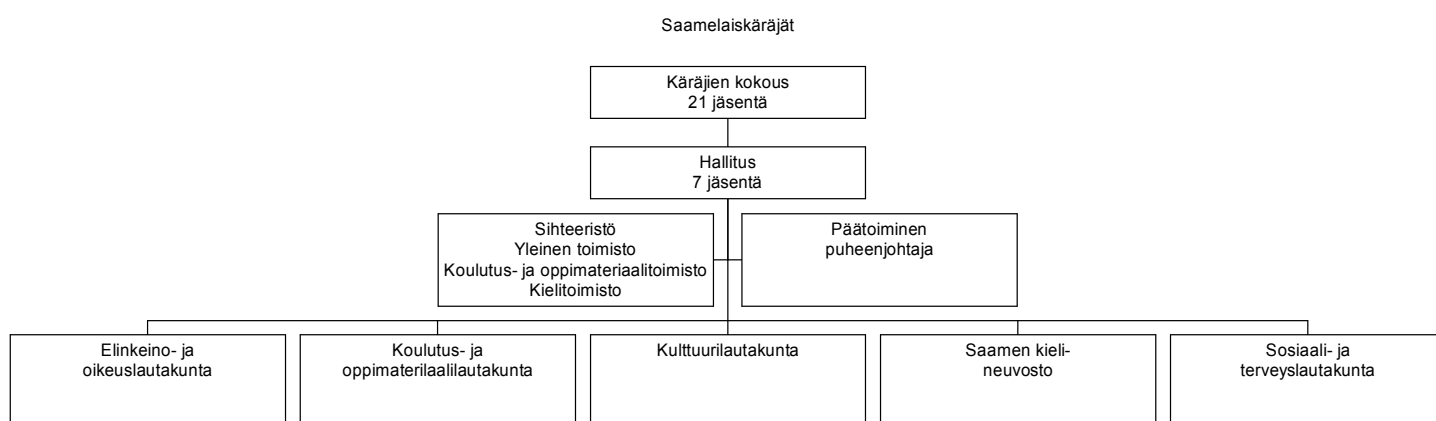 Saamelaiskäräjät
Käräjien kokous
21 jäsentä
Hallitus
7 jäsentä
Sihteeristö
Yleinen toimisto
Koulutus- ja oppimateriaalitoimisto
Kielitoimisto
Päätoiminen
puheenjohtaja
Elinkeino- ja
oikeuslautakunta
Koulutus- ja
oppimaterilaalilautakunta
Kulttuurilautakunta
Saamen kieli-
neuvosto
Sosiaali- ja
terveyslautakunta